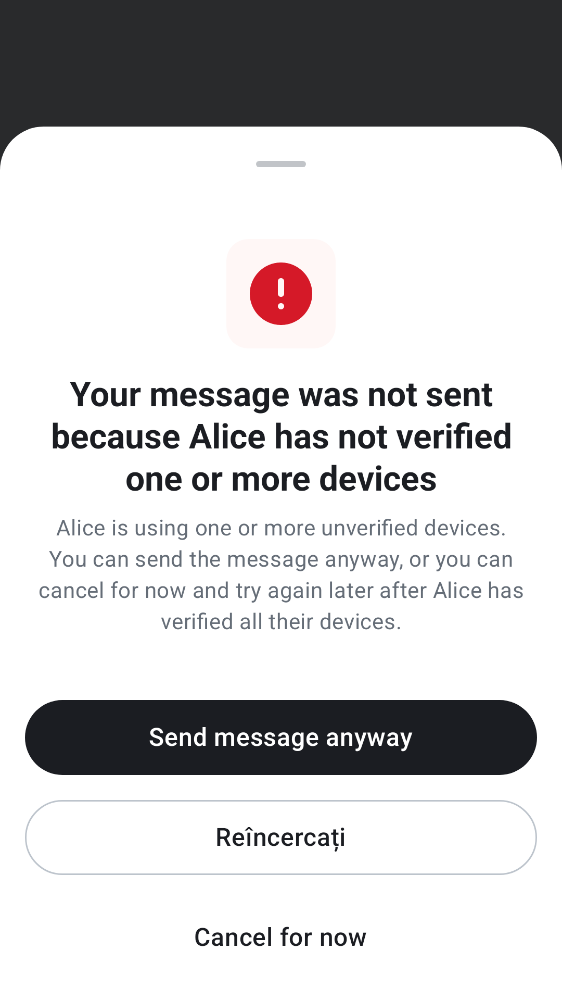 Your message was not sent
because Alice has not verified
one or more devices
Alice is using one or more unverified devices.
You can send the message anyway, or you can
cancel for now and try again later after Alice has
verified all their devices.
Send message anyway
Reîncercați
Cancel for now